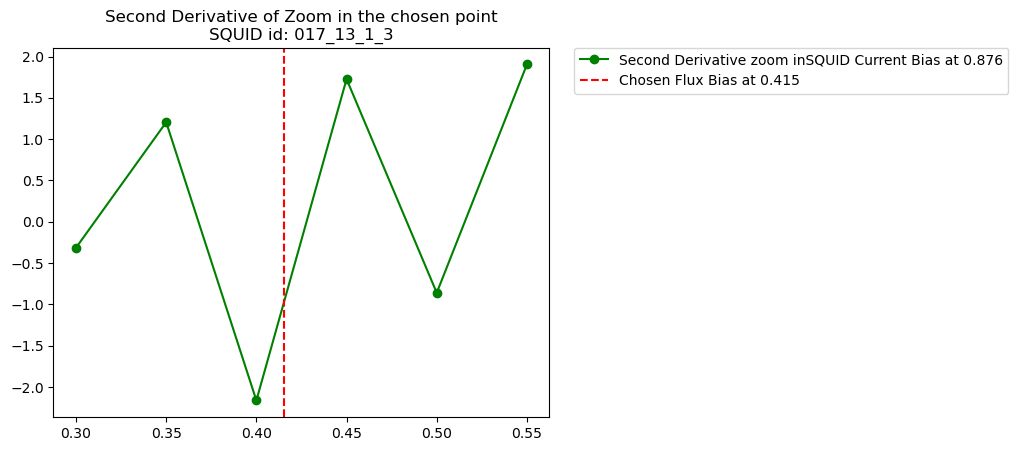 Second Derivative of Zoom in the chosen point
SQUID id: 017_13_1_3
Second Derivative zoom inSQUID Current Bias at 0.876
Chosen Flux Bias at 0.415
2.0
1.5
1.0
0.5
0.0
−0.5
−1.0
−1.5
−2.0
0.30 0.35 0.40 0.45 0.50 0.55